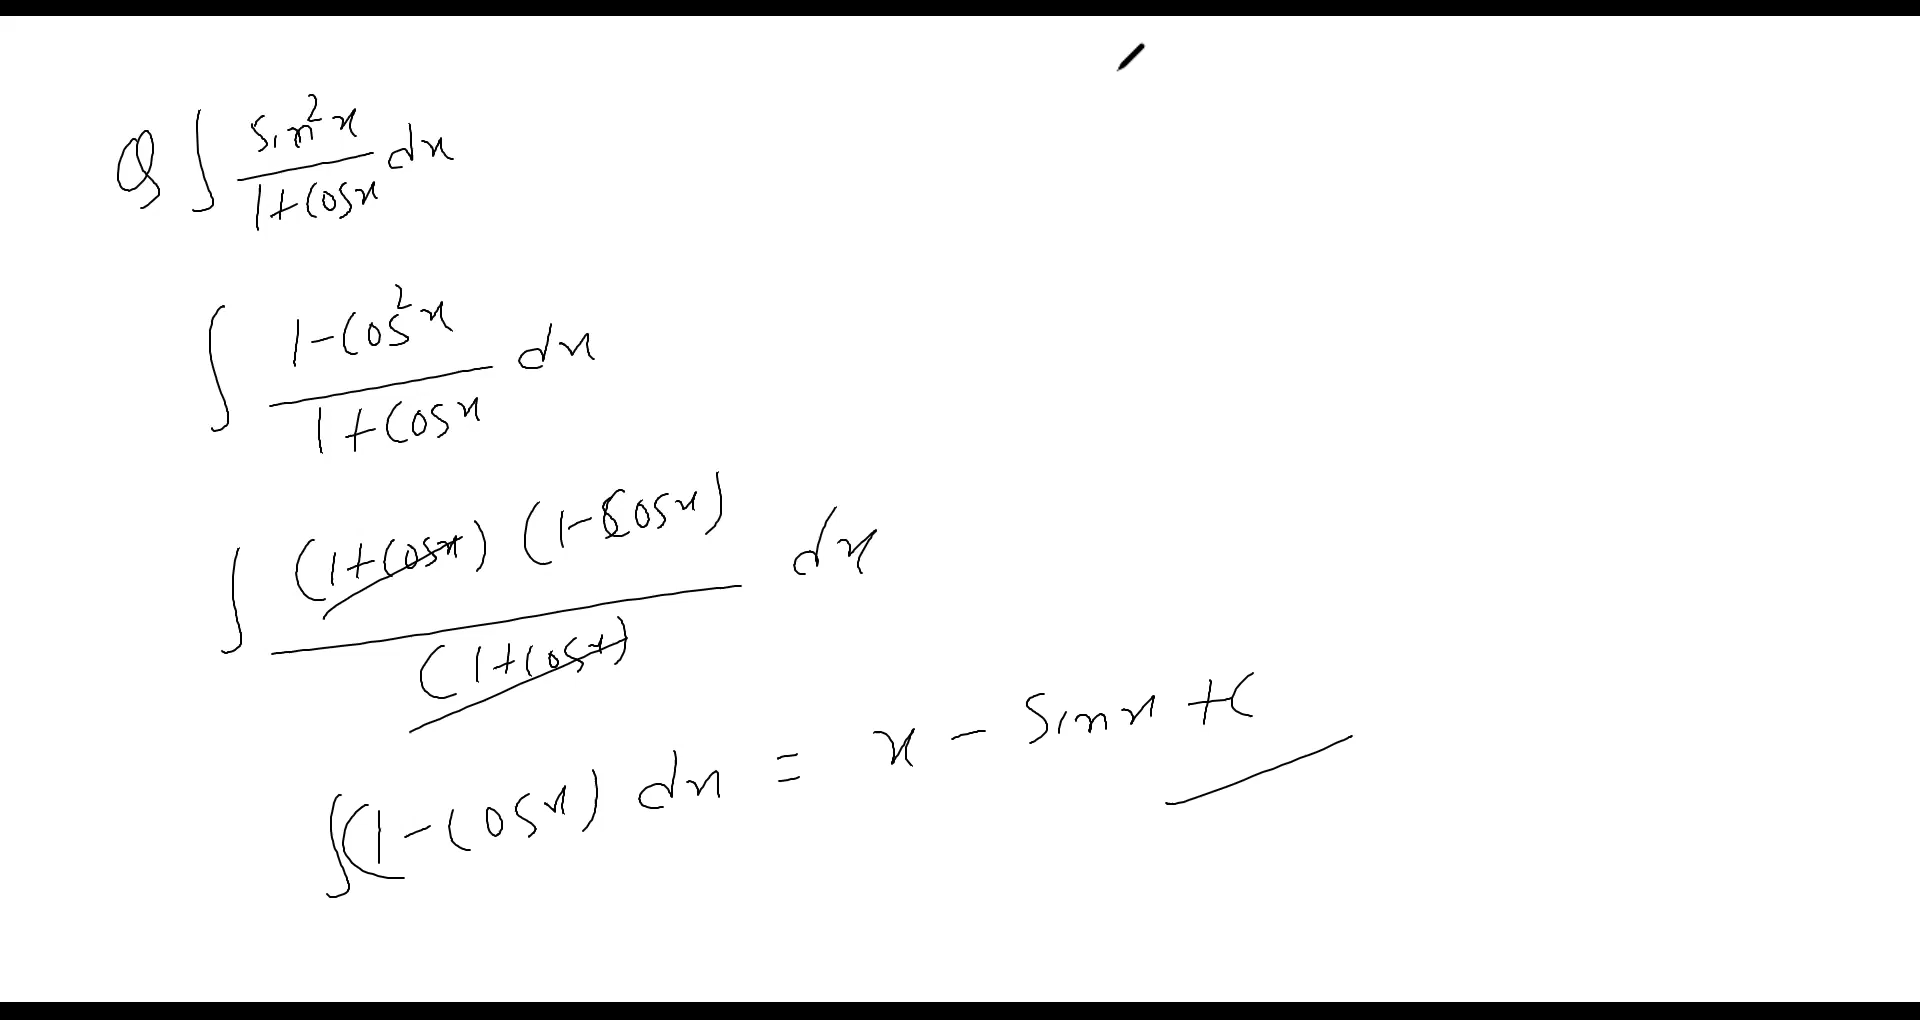 Q ∫ sin²x / 1+cosx dx
∫ 1-cos²x / 1+cosx dx
∫ (1+cosx) (1-cosx) / (1+cosx) dx
∫(1-cosx) dx = x - sinx + c